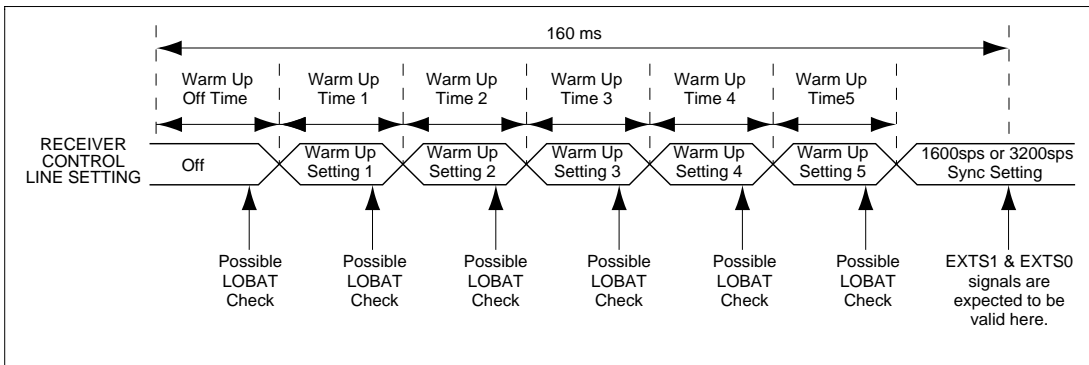 160 ms
Warm Up Off Time
Warm Up Time 1
Warm Up Time 2
Warm Up Time 3
Warm Up Time 4
Warm Up Time5
RECEIVER CONTROL LINE SETTING
Off
Warm Up Setting 1
Warm Up Setting 2
Warm Up Setting 3
Warm Up Setting 4
Warm Up Setting 5
1600sps or 3200sps Sync Setting
Possible LOBAT Check
Possible LOBAT Check
Possible LOBAT Check
Possible LOBAT Check
Possible LOBAT Check
Possible LOBAT Check
EXTS1 & EXTS0 signals are expected to be valid here.